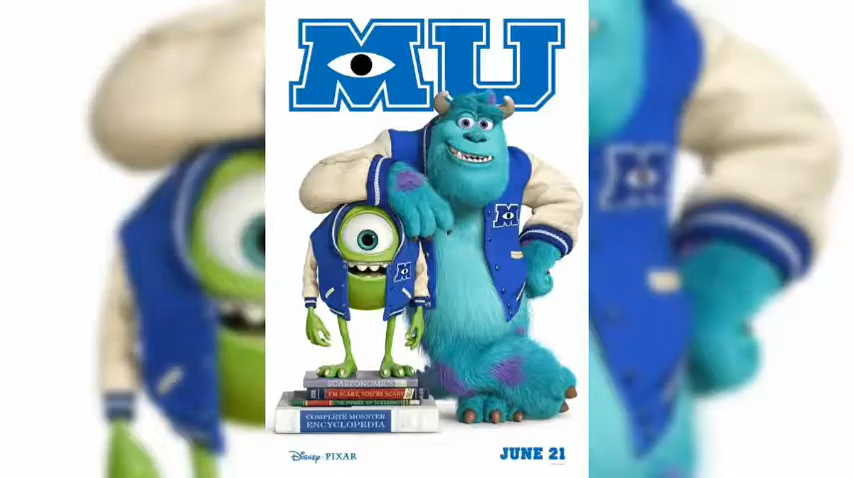 MU
M
M
SCAREONOMICS
I'M SCARY, YOU'RE SCARY
COMPLETE MONSTER
ENCYCLOPEDIA
Disney · PIXAR
JUNE 21